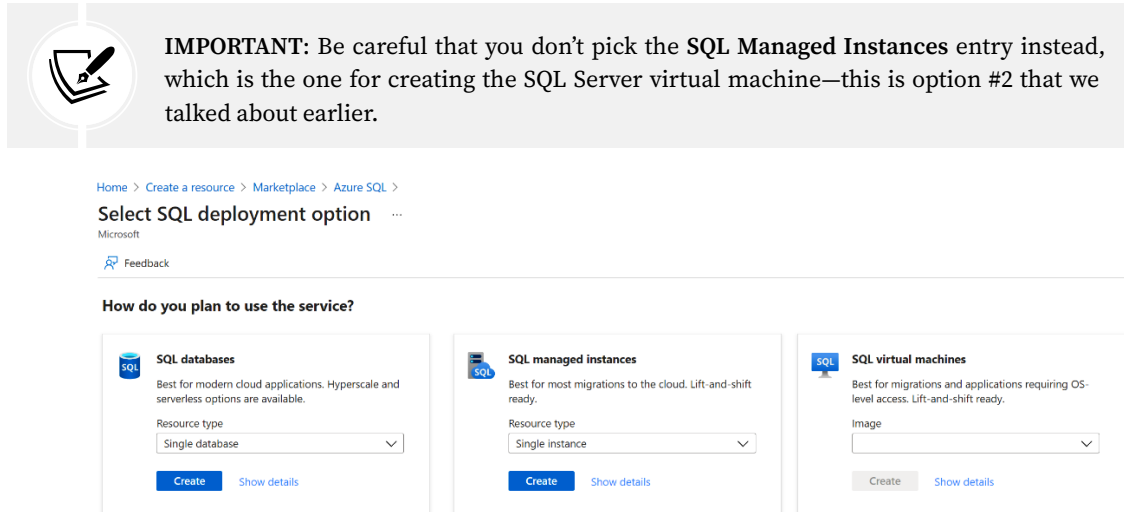 IMPORTANT: Be careful that you don’t pick the SQL Managed Instances entry instead,
which is the one for creating the SQL Server virtual machine—this is option #2 that we
talked about earlier.
Home > Create a resource > Marketplace > Azure SQL >
Select SQL deployment option ...
Microsoft
Feedback
How do you plan to use the service?
SQL
SQL databases
Best for modern cloud applications. Hyperscale and
serverless options are available.
Resource type
Single database
Create Show details
SQL
SQL managed instances
Best for most migrations to the cloud. Lift-and-shift
ready.
Resource type
Single instance
Create Show details
SQL
SQL virtual machines
Best for migrations and applications requiring OS-
level access. Lift-and-shift ready.
Image
Create Show details